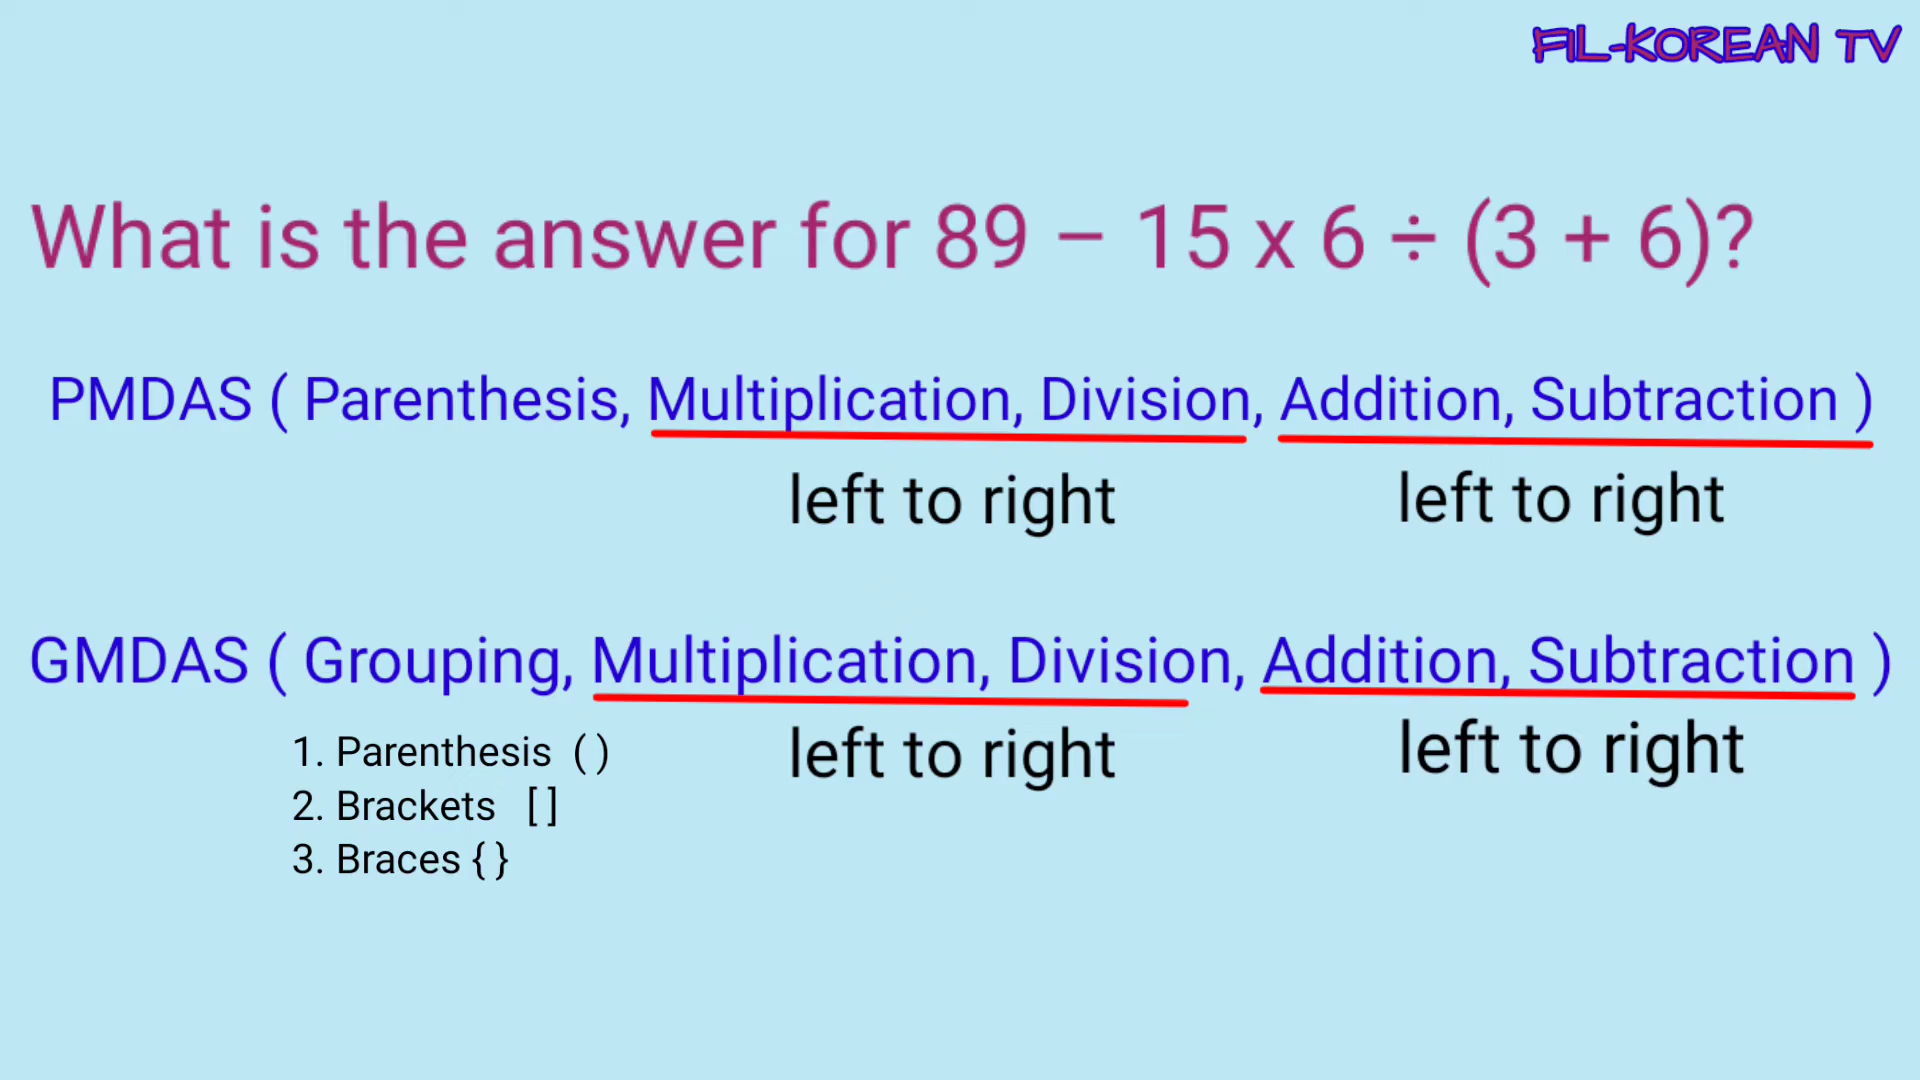 FIL-KOREAN TV
What is the answer for 89 – 15 x 6 ÷ (3 + 6)?
PMDAS ( Parenthesis, Multiplication, Division, Addition, Subtraction )
left to right left to right
GMDAS ( Grouping, Multiplication, Division, Addition, Subtraction )
left to right left to right
1. Parenthesis ( )
2. Brackets [ ]
3. Braces { }